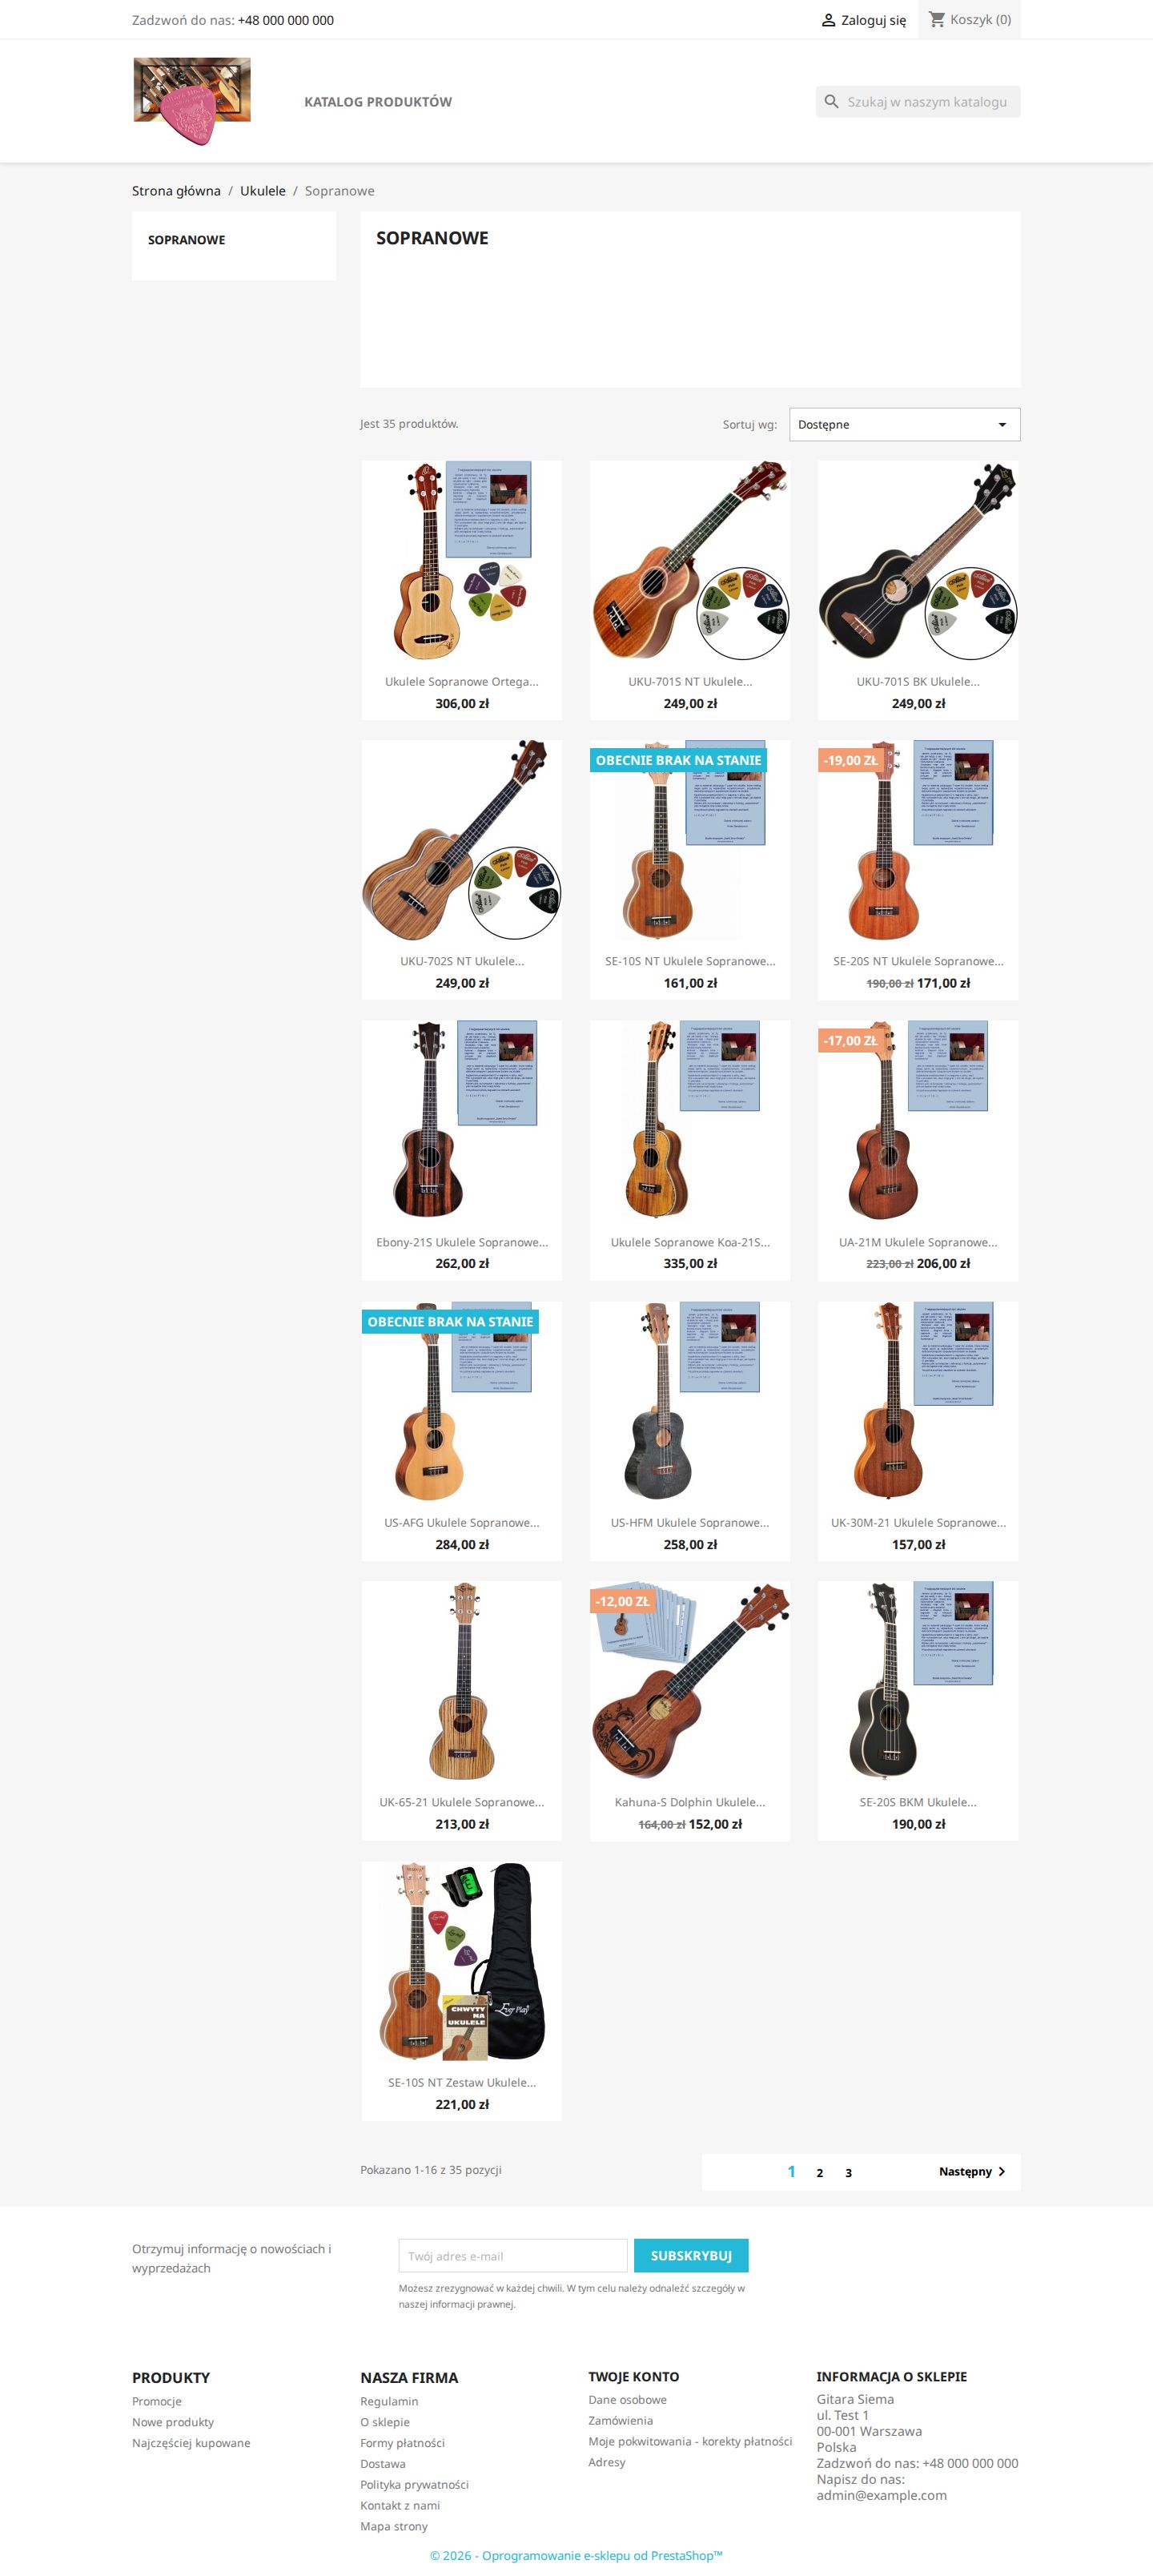 Zadzwoń do nas: +48 000 000 000
Zaloguj się
Koszyk (0)
KATALOG PRODUKTÓW
Szukaj w naszym katalogu
Strona główna / Ukulele / Sopranowe
SOPRANOWE
SOPRANOWE
Jest 35 produktów.
Sortuj wg:
Dostępne
Ukulele Sopranowe Ortega...
306,00 zł
UKU-701S NT Ukulele...
249,00 zł
UKU-701S BK Ukulele...
249,00 zł
UKU-702S NT Ukulele...
249,00 zł
OBECNIE BRAK NA STANIE
SE-10S NT Ukulele Sopranowe...
161,00 zł
-19,00 ZŁ
SE-20S NT Ukulele Sopranowe...
190,00 zł 171,00 zł
Ebony-21S Ukulele Sopranowe...
262,00 zł
Ukulele Sopranowe Koa-21S...
335,00 zł
-17,00 ZŁ
UA-21M Ukulele Sopranowe...
223,00 zł 206,00 zł
OBECNIE BRAK NA STANIE
US-AFG Ukulele Sopranowe...
284,00 zł
US-HFM Ukulele Sopranowe...
258,00 zł
UK-30M-21 Ukulele Sopranowe...
157,00 zł
UK-65-21 Ukulele Sopranowe...
213,00 zł
-12,00 ZŁ
Kahuna-S Dolphin Ukulele...
164,00 zł 152,00 zł
SE-20S BKM Ukulele...
190,00 zł
Ever Play
CHWYTY
NA
UKULELE
SE-10S NT Zestaw Ukulele...
221,00 zł
Pokazano 1-16 z 35 pozycji
1 2 3
Następny
Otrzymuj informację o nowościach i
wyprzedażach
Twój adres e-mail
SUBSKRYBUJ
Możesz zrezygnować w każdej chwili. W tym celu należy odnaleźć szczegóły w
naszej informacji prawnej.
PRODUKTY
Promocje
Nowe produkty
Najczęściej kupowane
NASZA FIRMA
Regulamin
O sklepie
Formy płatności
Dostawa
Polityka prywatności
Kontakt z nami
Mapa strony
TWOJE KONTO
Dane osobowe
Zamówienia
Moje pokwitowania - korekty płatności
Adresy
INFORMACJA O SKLEPIE
Gitara Siema
ul. Test 1
00-001 Warszawa
Polska
Zadzwoń do nas: +48 000 000 000
Napisz do nas:
admin@example.com
© 2026 - Oprogramowanie e-sklepu od PrestaShop™